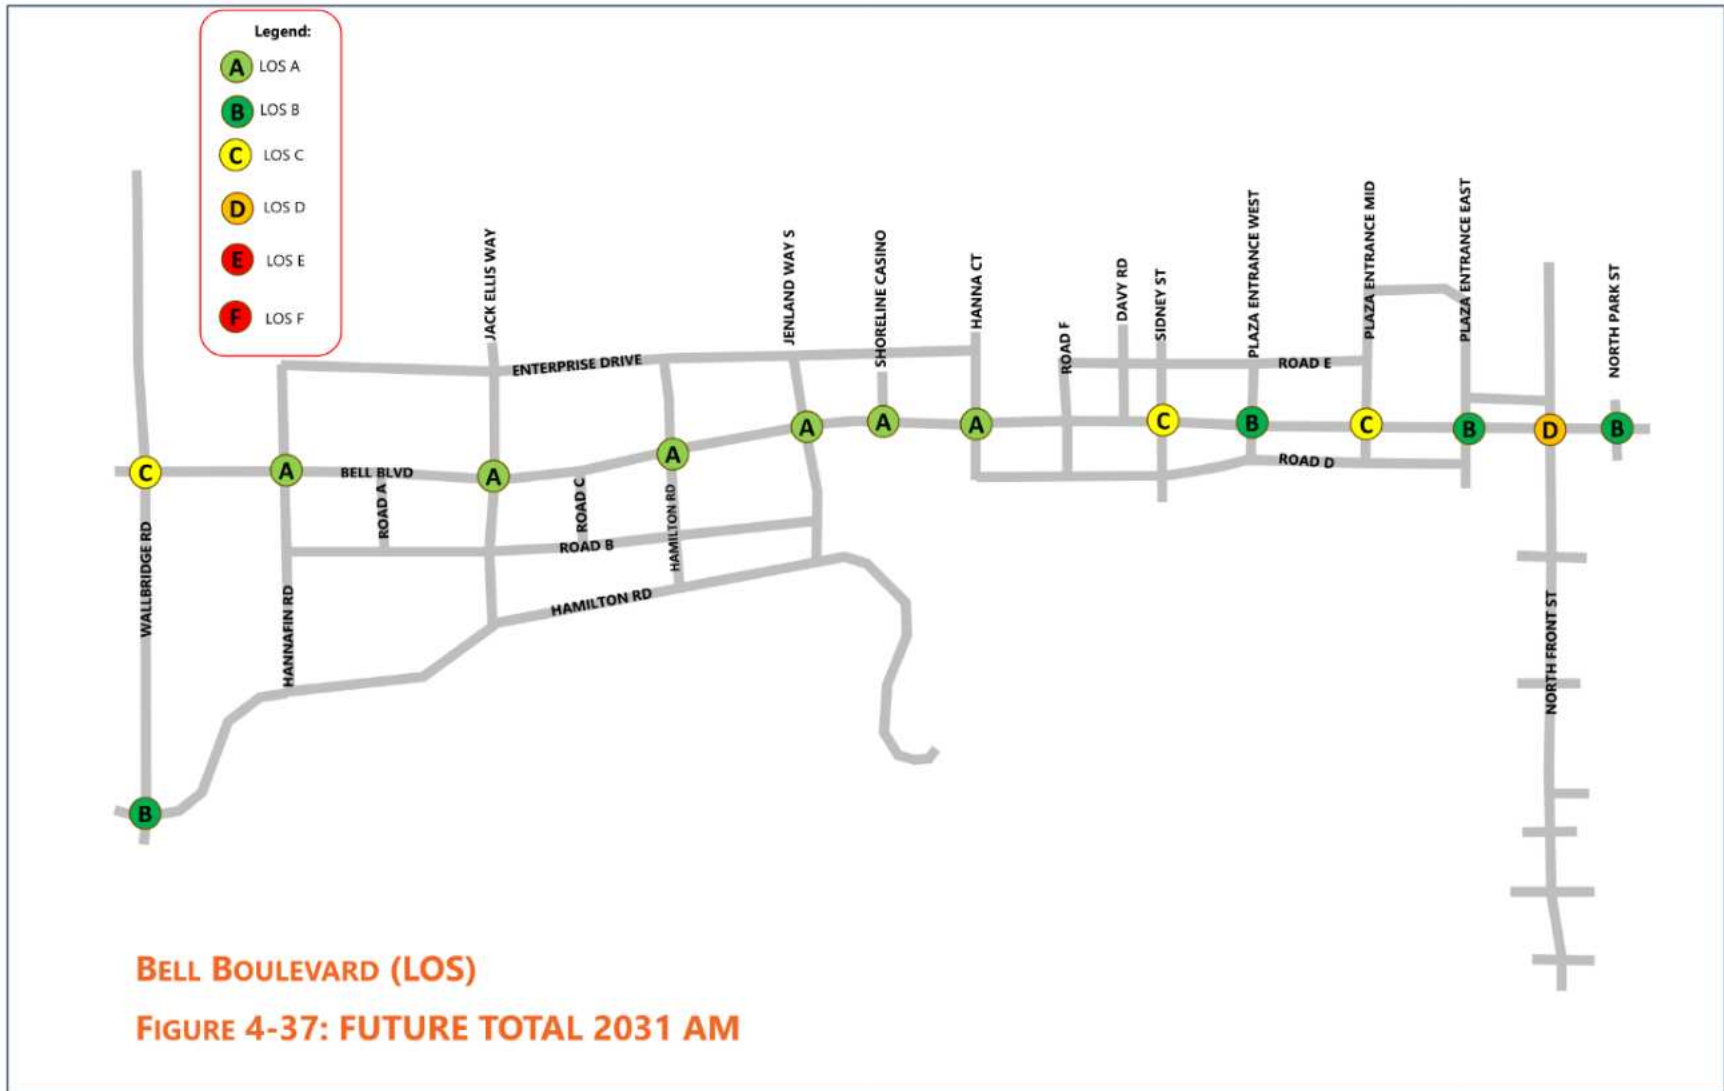 Legend:
A LOS A
B LOS B
C LOS C
D LOS D
E LOS E
F LOS F
JACK ELLIS WAY
JENLAND WAY S
SHORELINE CASINO
HANNA CT
ROAD F
DAVY RD
SIDNEY ST
PLAZA ENTRANCE WEST
PLAZA ENTRANCE MID
PLAZA ENTRANCE EAST
NORTH PARK ST
ENTERPRISE DRIVE
ROAD E
C
A
BELL BLVD
A
A
A
A
A
C
B
C
B
D
B
ROAD D
ROAD A
ROAD C
HAMILTON RD
ROAD B
WALLBRIDGE RD
HANNAFIN RD
HAMILTON RD
NORTH FRONT ST
B
BELL BOULEVARD (LOS)
FIGURE 4-37: FUTURE TOTAL 2031 AM